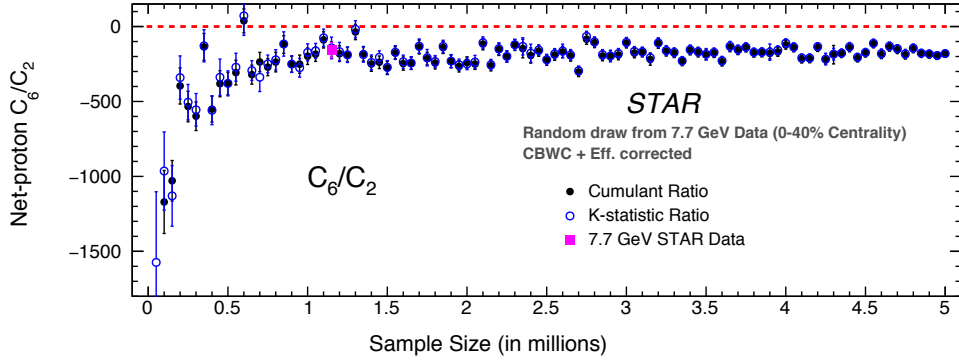 0
−500
−1000
−1500
Net-proton C6/C2
STAR
Random draw from 7.7 GeV Data (0-40% Centrality)
CBWC + Eff. corrected
C6/C2
Cumulant Ratio
K-statistic Ratio
7.7 GeV STAR Data
0 0.5 1 1.5 2 2.5 3 3.5 4 4.5 5
Sample Size (in millions)